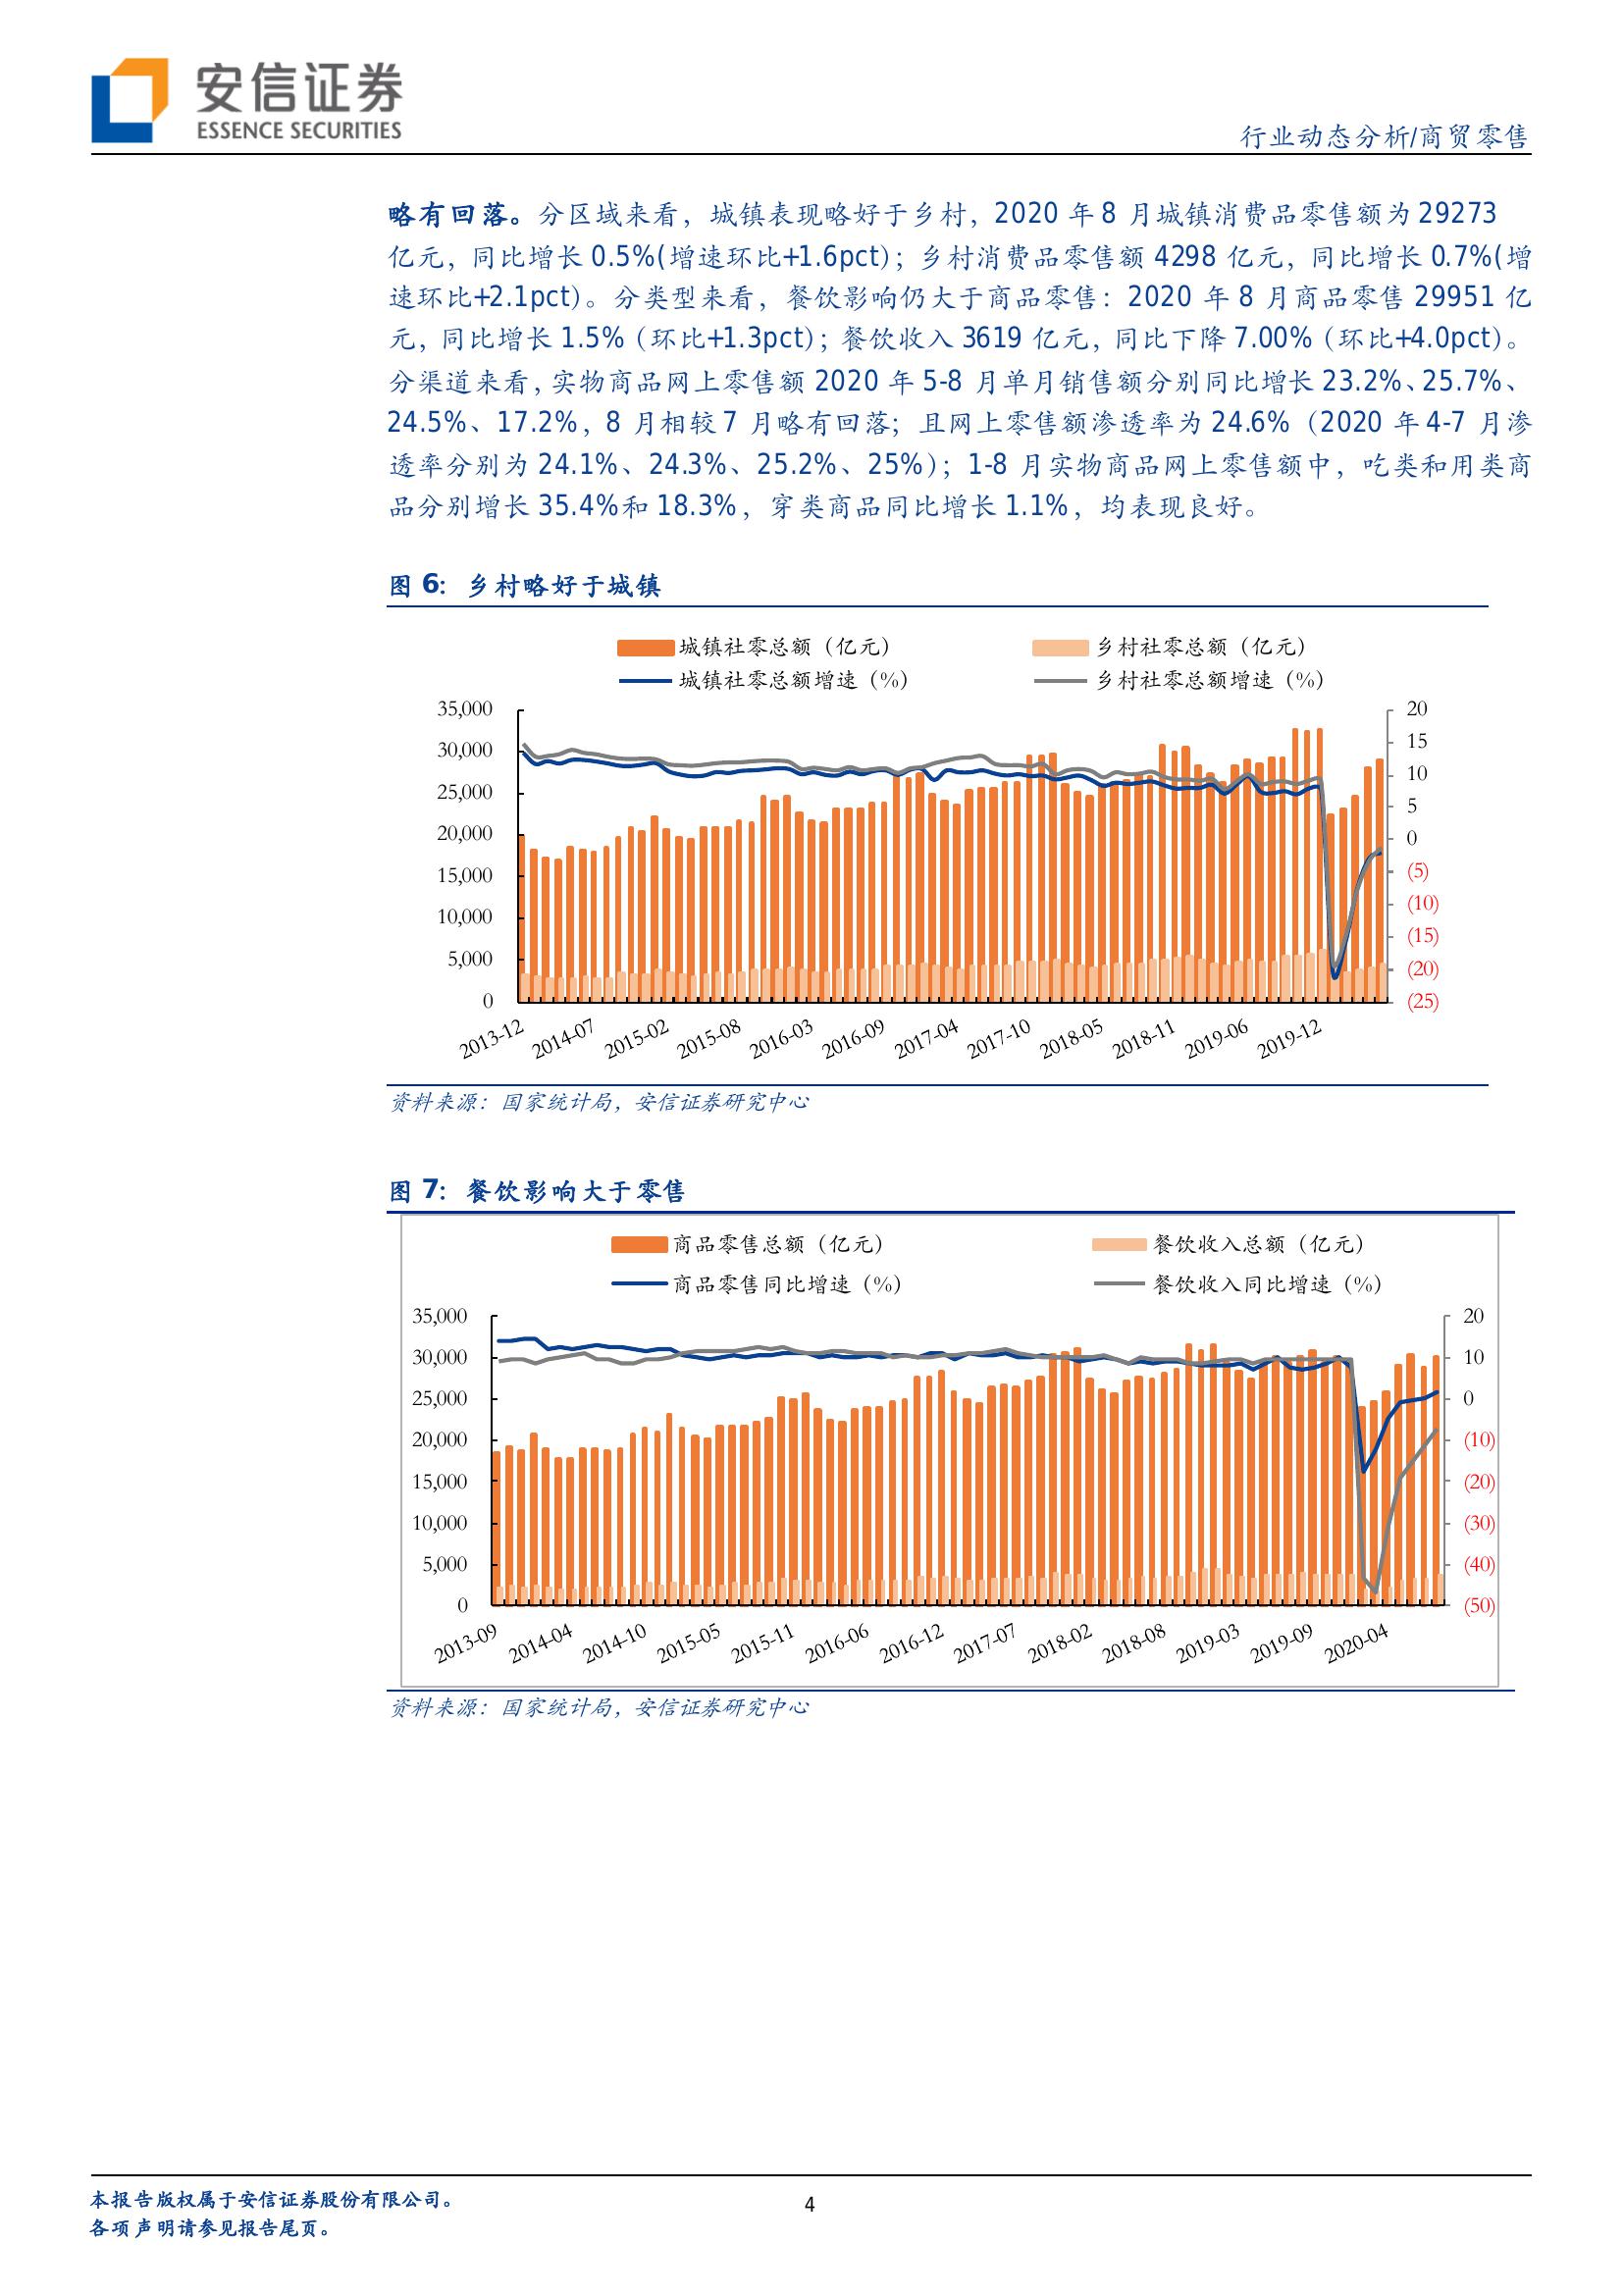 安信证券
ESSENCE SECURITIES
行业动态分析/商贸零售
略有回落。分区域来看，城镇表现略好于乡村，2020 年 8 月城镇消费品零售额为 29273
亿元，同比增长 0.5%(增速环比+1.6pct)；乡村消费品零售额 4298 亿元，同比增长 0.7%(增
速环比+2.1pct)。分类型来看，餐饮影响仍大于商品零售：2020 年 8 月商品零售 29951 亿
元，同比增长 1.5%（环比+1.3pct）；餐饮收入 3619 亿元，同比下降 7.00%（环比+4.0pct）。
分渠道来看，实物商品网上零售额 2020 年 5-8 月单月销售额分别同比增长 23.2%、25.7%、
24.5%、17.2%，8 月相较 7 月略有回落；且网上零售额渗透率为 24.6%（2020 年 4-7 月渗
透率分别为 24.1%、24.3%、25.2%、25%）；1-8 月实物商品网上零售额中，吃类和用类商
品分别增长 35.4%和 18.3%，穿类商品同比增长 1.1%，均表现良好。
图 6：乡村略好于城镇
城镇社零总额（亿元） 乡村社零总额（亿元）
城镇社零总额增速（%） 乡村社零总额增速（%）
35,000 20
30,000 15
25,000 10
20,000 5
15,000 0
10,000 (5)
5,000 (10)
0 (15)
(20)
(25)
2013-12 2014-07 2015-02 2015-08 2016-03 2016-09 2017-04 2017-10 2018-05 2018-11 2019-06 2019-12
资料来源：国家统计局，安信证券研究中心
图 7：餐饮影响大于零售
商品零售总额（亿元） 餐饮收入总额（亿元）
商品零售同比增速（%） 餐饮收入同比增速（%）
35,000 20
30,000 10
25,000 0
20,000 (10)
15,000 (20)
10,000 (30)
5,000 (40)
0 (50)
2013-09 2014-04 2014-10 2015-05 2015-11 2016-06 2016-12 2017-07 2018-02 2018-08 2019-03 2019-09 2020-04
资料来源：国家统计局，安信证券研究中心
本报告版权属于安信证券股份有限公司。
4
各项声明请参见报告尾页。